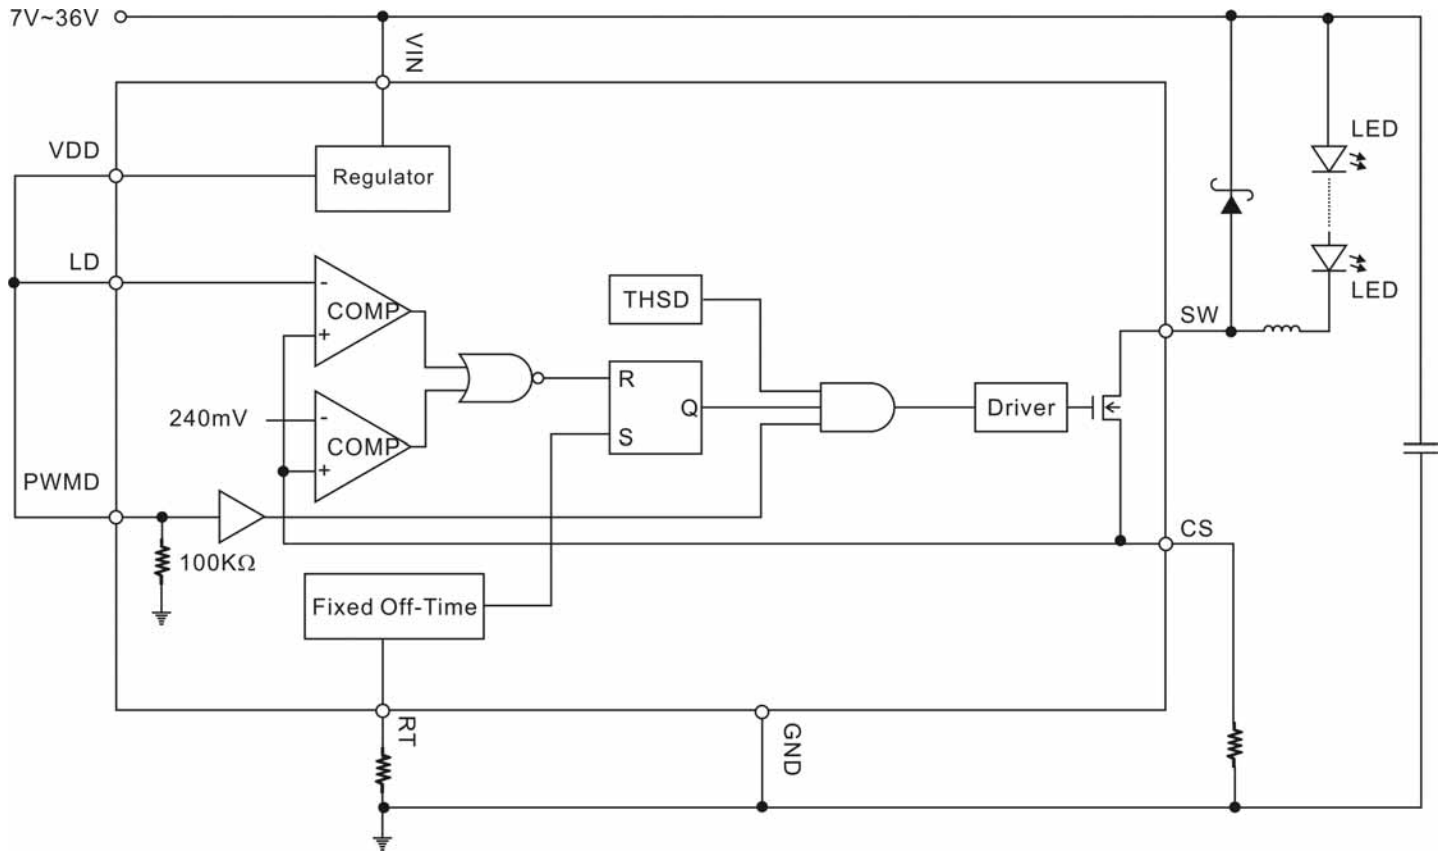 7V~36V
VIN
VDD
Regulator
LED
LD
-
COMP
+
THSD
LED
SW
R
Q
S
240mV
-
COMP
+
Driver
PWMD
100KΩ
CS
Fixed Off-Time
RT
GND